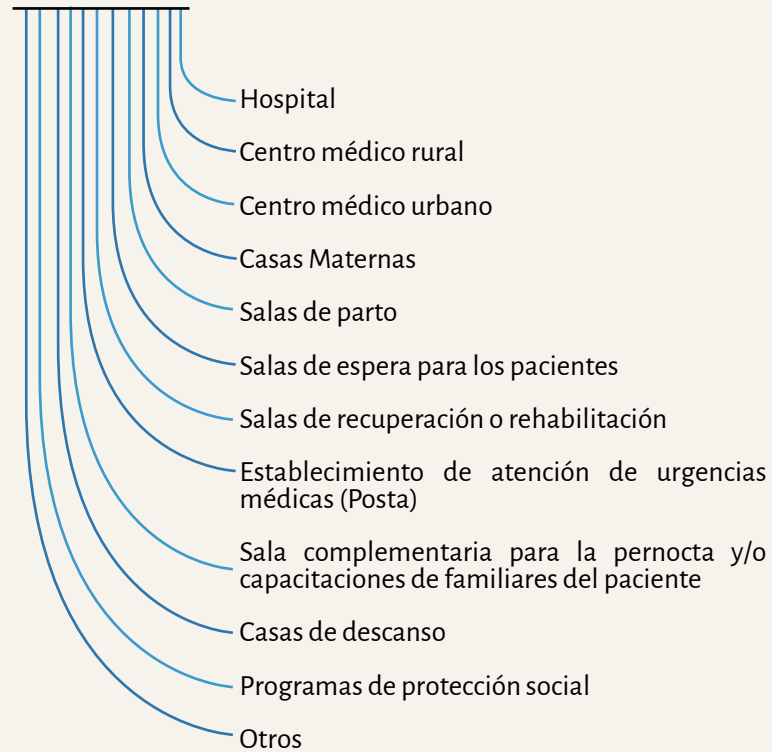 Hospital
Centro médico rural
Centro médico urbano
Casas Maternas
Salas de parto
Salas de espera para los pacientes
Salas de recuperación o rehabilitación
Establecimiento de atención de urgencias
médicas (Posta)
Sala complementaria para la pernocta y/o
capacitaciones de familiares del paciente
Casas de descanso
Programas de protección social
Otros